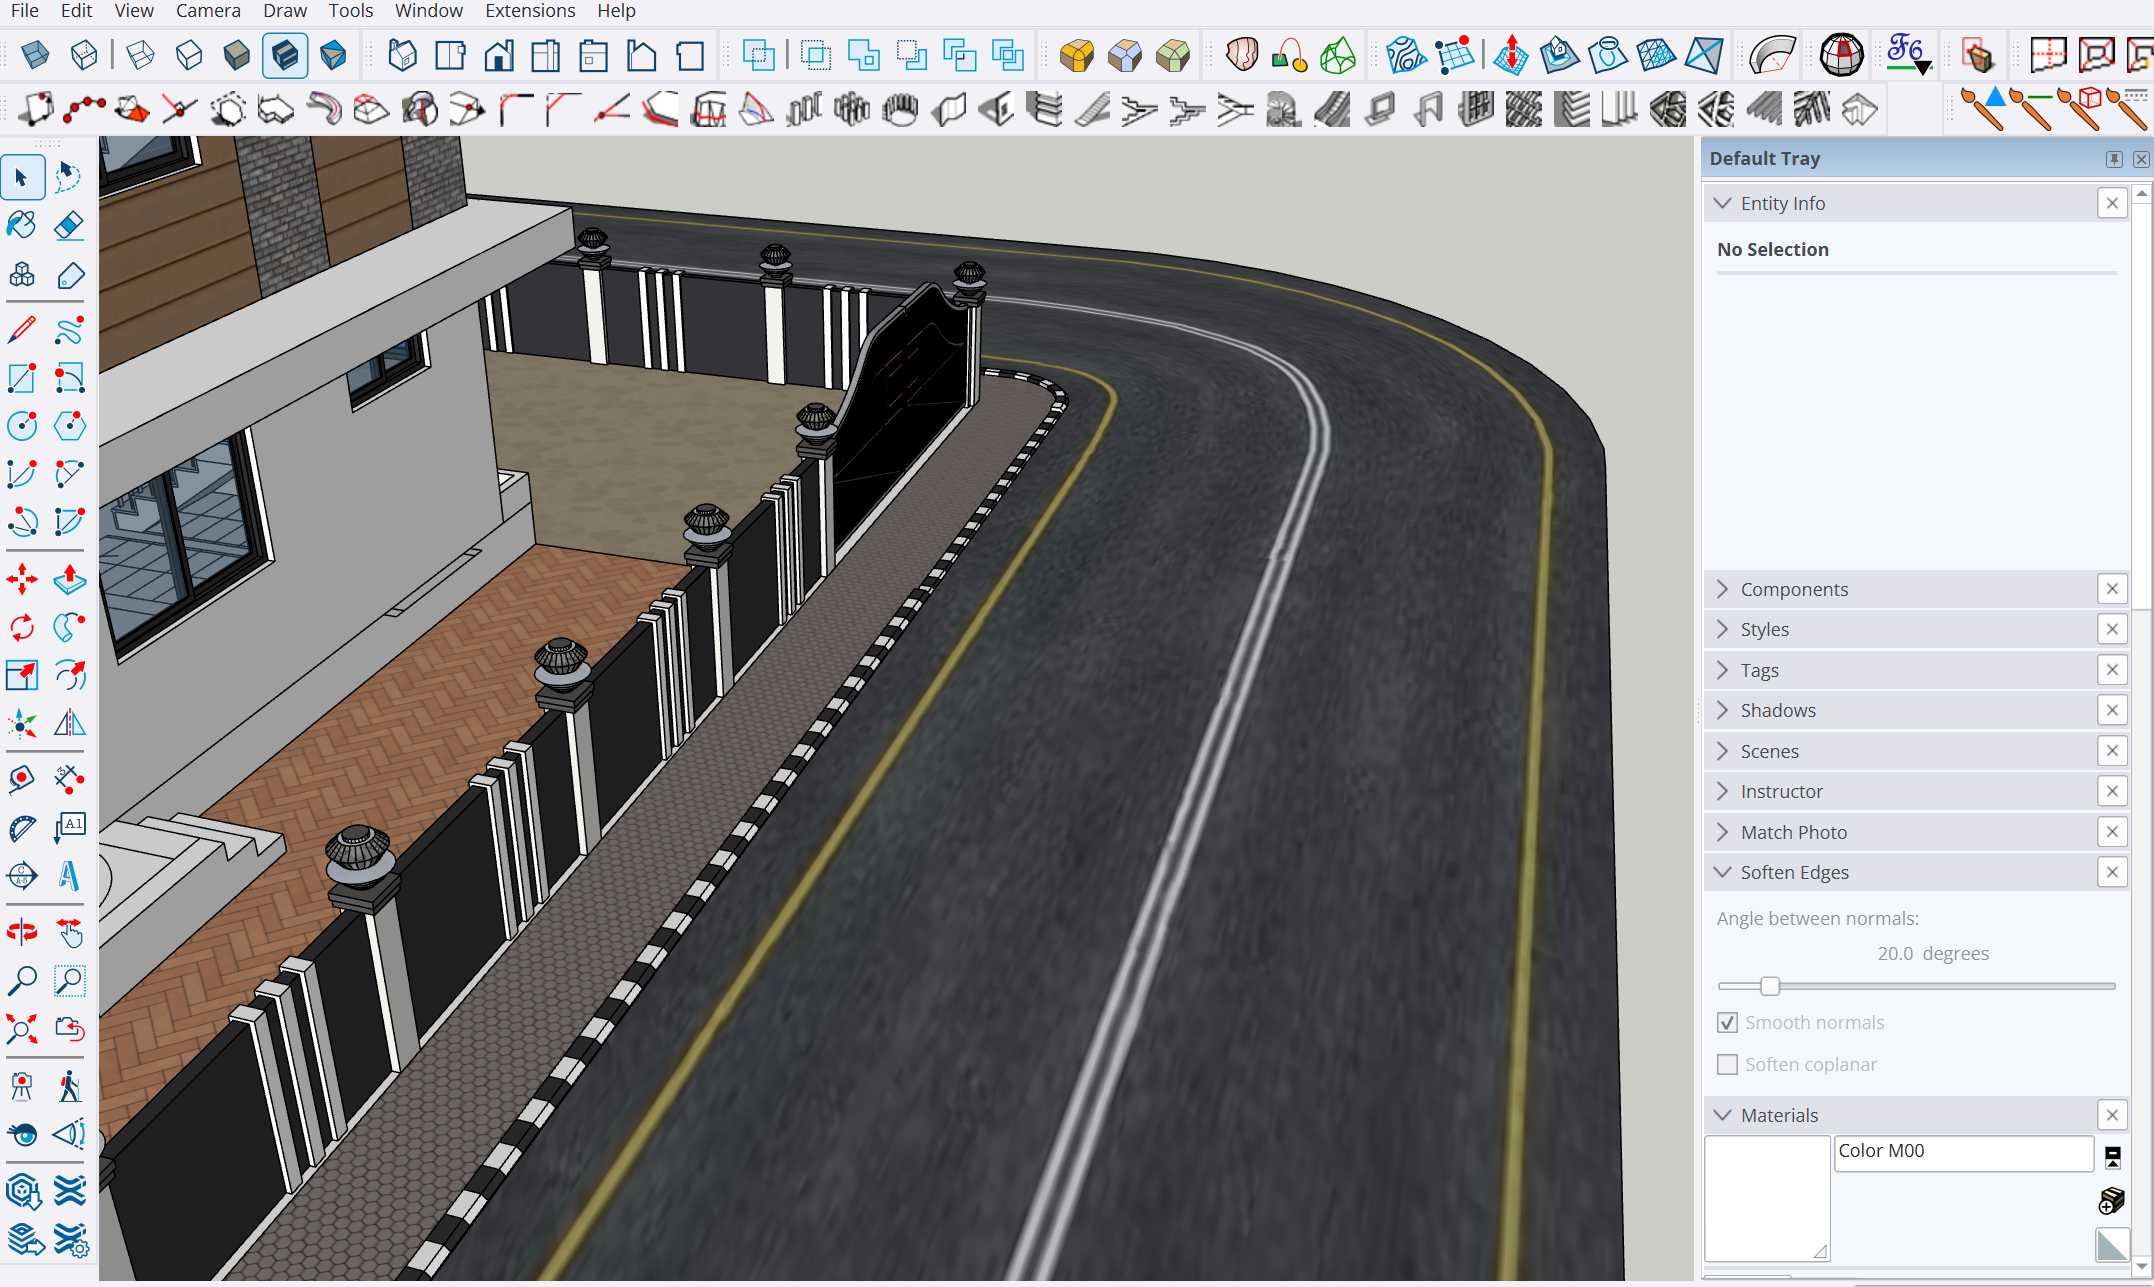 File Edit View Camera Draw Tools Window Extensions Help
F6
Default Tray
Entity Info
No Selection
Components
Styles
Tags
Shadows
Scenes
Instructor
Match Photo
Soften Edges
Angle between normals:
20.0 degrees
Smooth normals
Soften coplanar
Materials
Color M00
A1